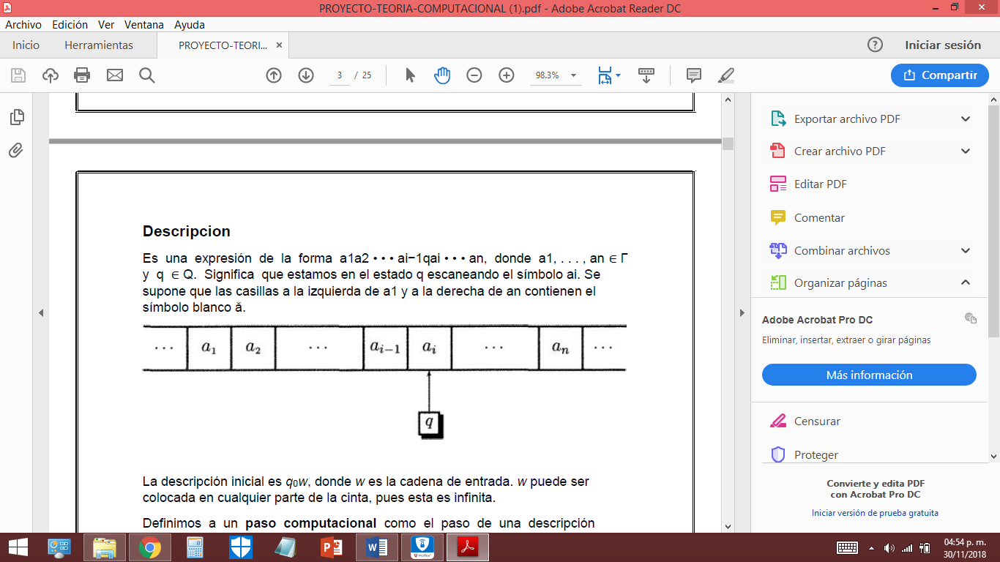 PROYECTO-TEORIA-COMPUTACIONAL (1).pdf - Adobe Acrobat Reader DC
Archivo Edición Ver Ventana Ayuda
Inicio Herramientas PROYECTO-TEORI... × Iniciar sesión
3 / 25 98.3% Compartir
Descripcion
Es una expresión de la forma a1a2 • • • ai−1qai • • • an, donde a1, . . . , an ∈ Γ
y q ∈ Q. Significa que estamos en el estado q escaneando el símbolo ai. Se
supone que las casillas a la izquierda de a1 y a la derecha de an contienen el
símbolo blanco ă.
··· a₁ a₂ ··· aᵢ₋₁ aᵢ ··· aₙ ···
q
La descripción inicial es q₀w, donde w es la cadena de entrada. w puede ser
colocada en cualquier parte de la cinta, pues esta es infinita.
Definimos a un paso computacional como el paso de una descripción
Exportar archivo PDF
Crear archivo PDF
Editar PDF
Comentar
Combinar archivos
Organizar páginas
Adobe Acrobat Pro DC
Eliminar, insertar, extraer o girar páginas
Más información
Censurar
Proteger
Convierte y edita PDF
con Acrobat Pro DC
Iniciar versión de prueba gratuita
04:54 p. m.
30/11/2018